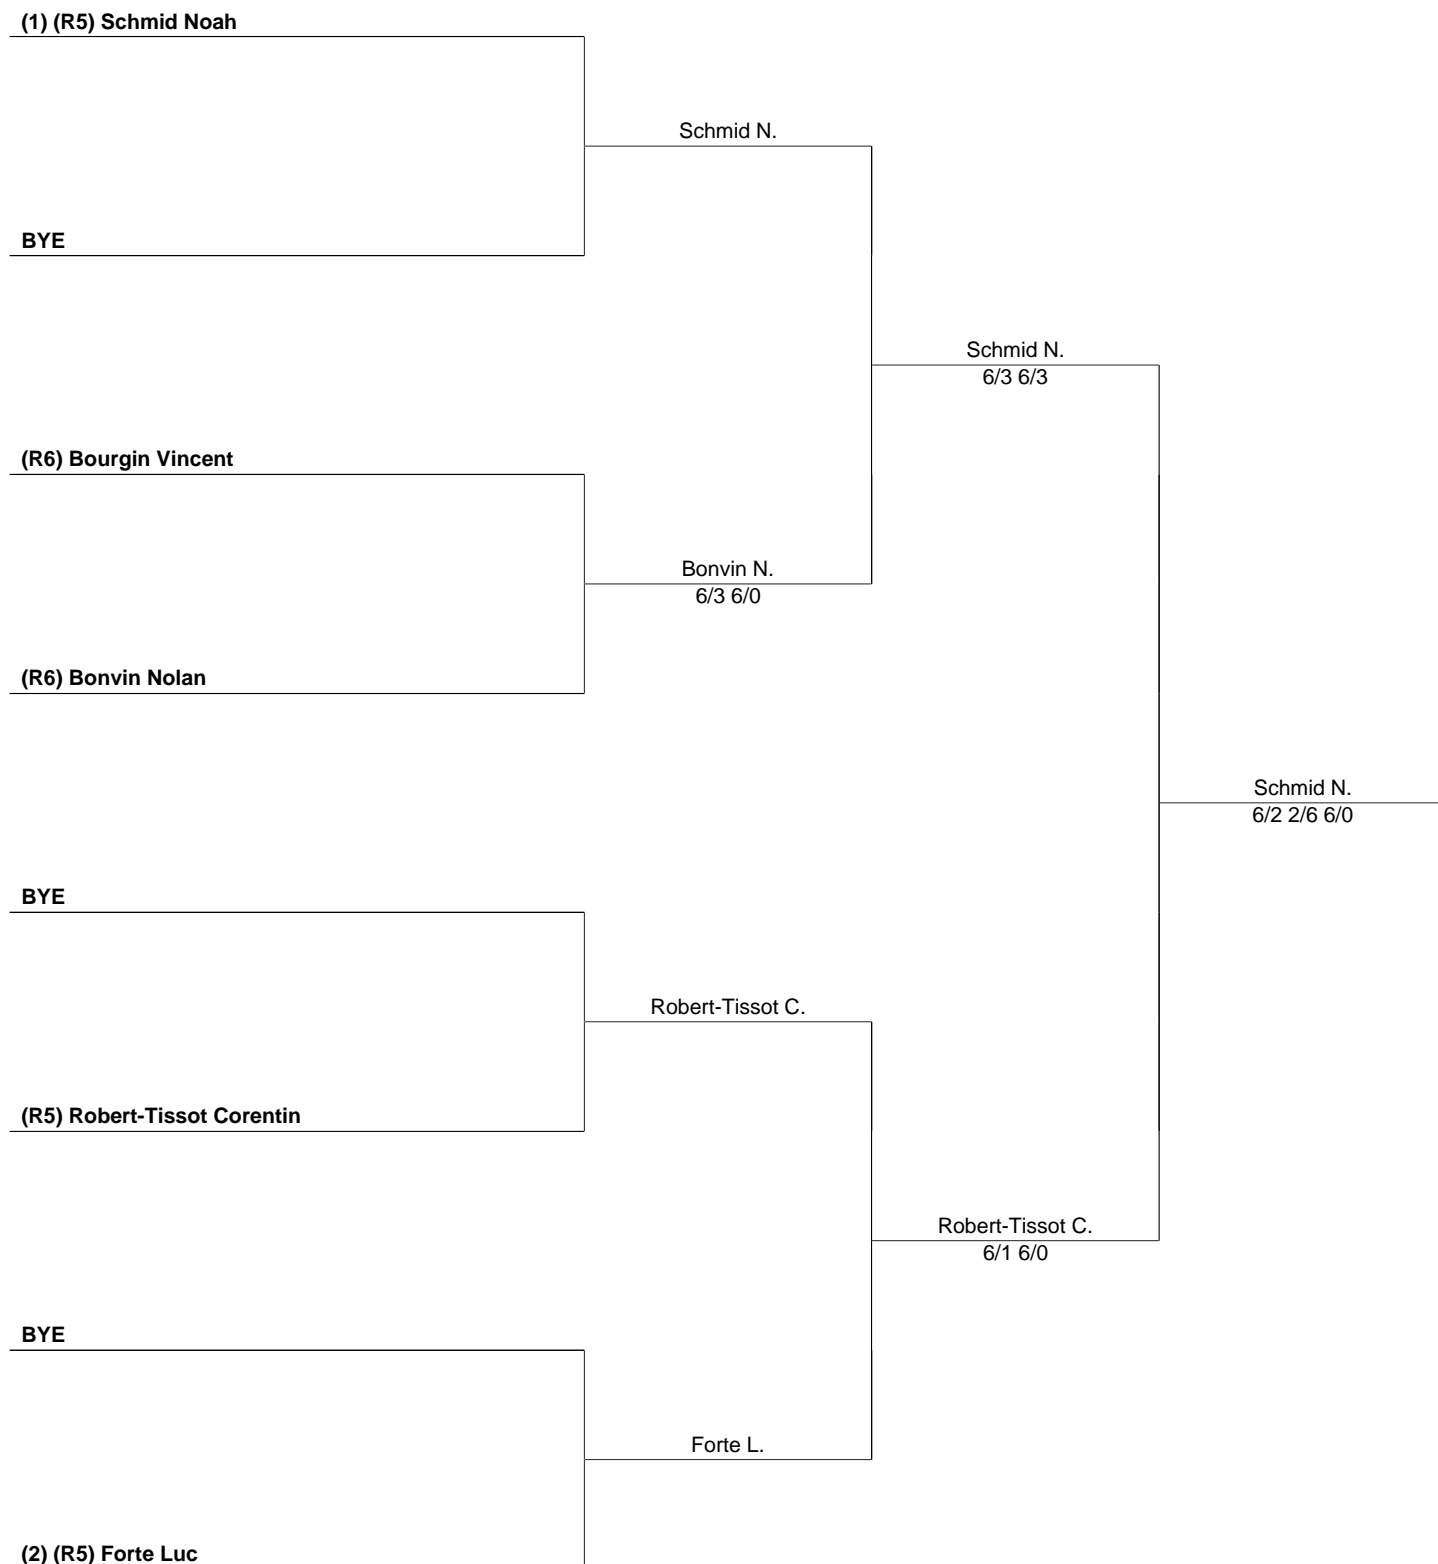 (1) (R5) Schmid Noah
Schmid N.
BYE
Schmid N.
6/3 6/3
(R6) Bourgin Vincent
Bonvin N.
6/3 6/0
(R6) Bonvin Nolan
Schmid N.
6/2 2/6 6/0
BYE
Robert-Tissot C.
(R5) Robert-Tissot Corentin
Robert-Tissot C.
6/1 6/0
BYE
Forte L.
(2) (R5) Forte Luc